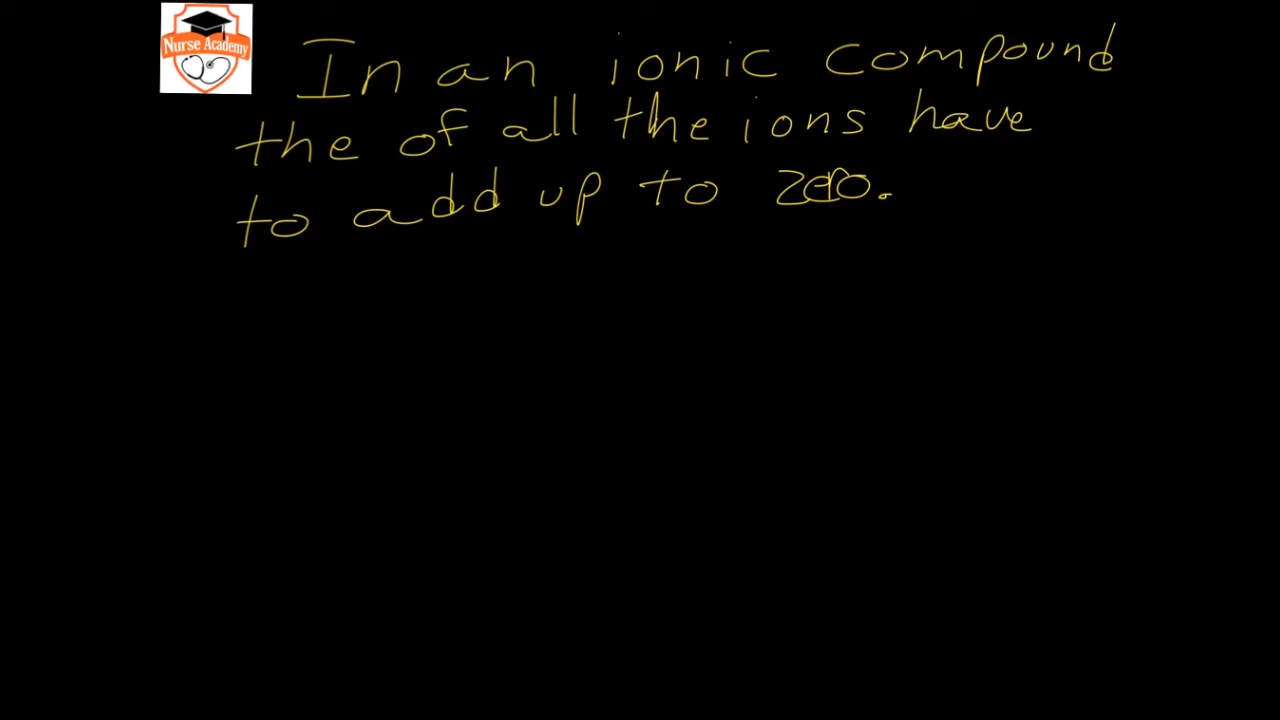 Nurse Academy
In an ionic compound
the of all the ions have
to add up to zero.